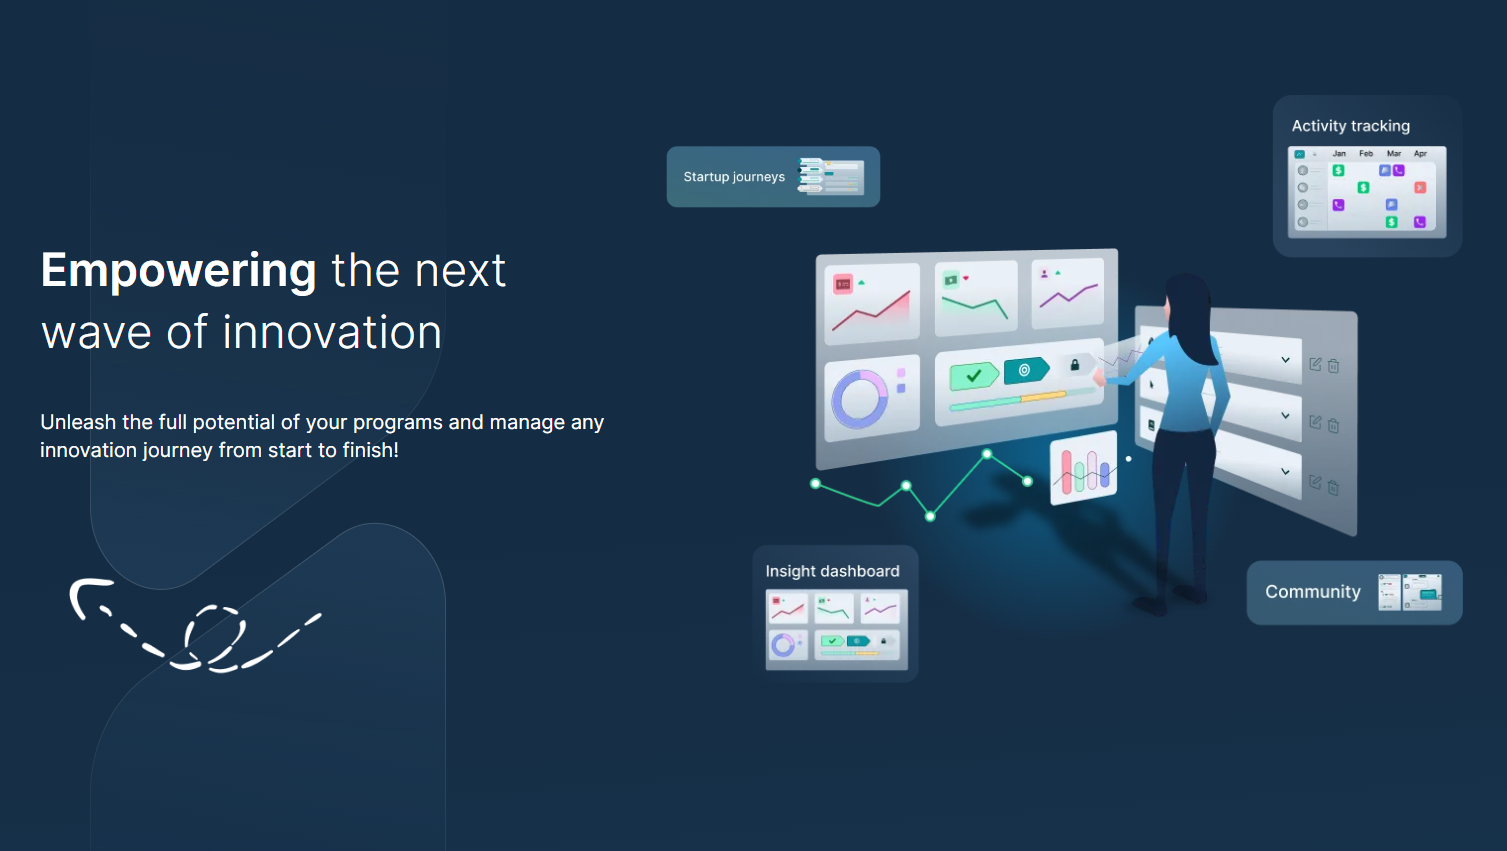 Empowering the next
wave of innovation
Unleash the full potential of your programs and manage any
innovation journey from start to finish!
Startup journeys
Activity tracking
Jan Feb Mar Apr
Insight dashboard
Community